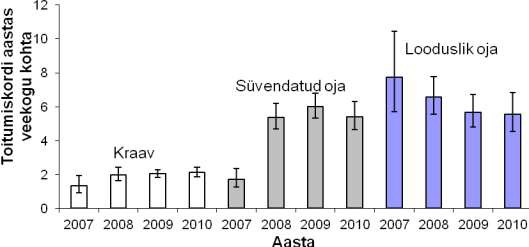 Toitumiskordi aastas
veekogu kohta
12
10
8
6
4
2
0
Kraav
Süvendatud oja
Looduslik oja
2007 2008 2009 2010 2007 2008 2009 2010 2007 2008 2009 2010
Aasta